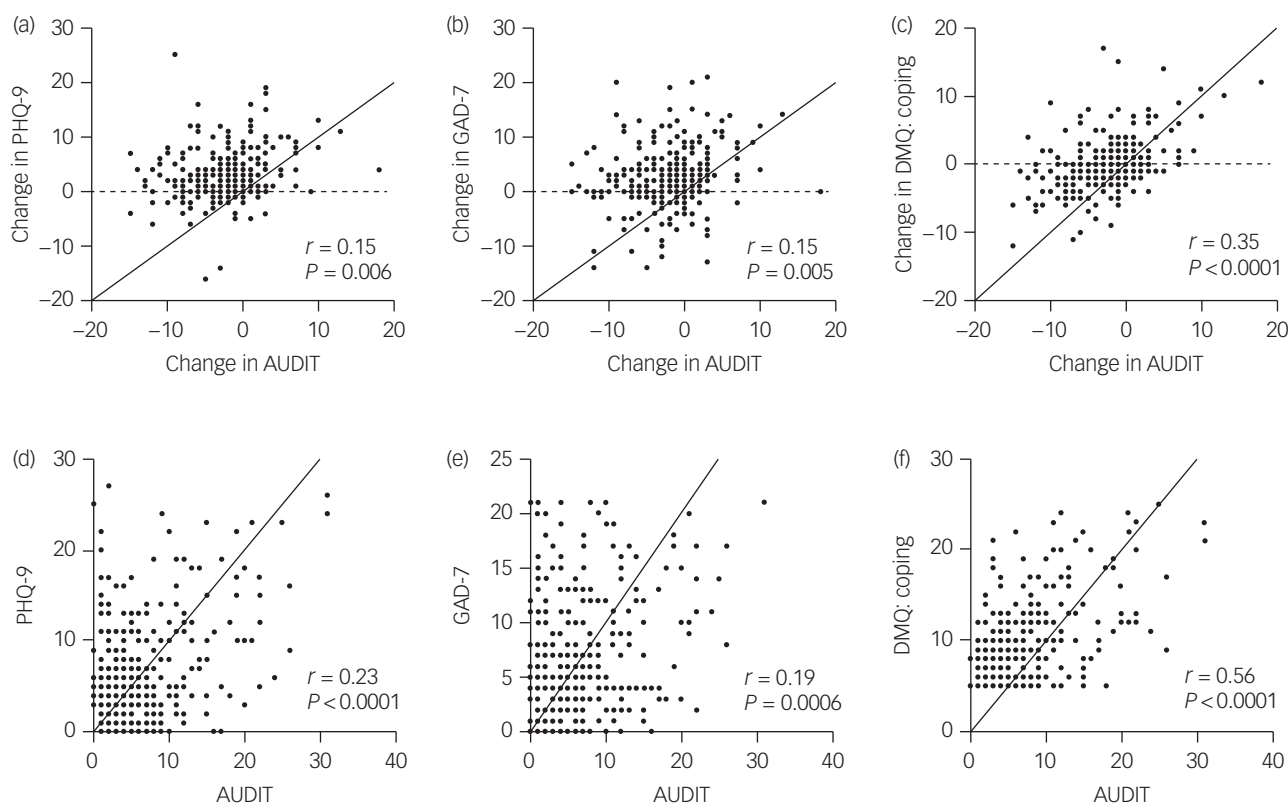 (a)
30
20
10
0
–10
–20
Change in PHQ-9
r = 0.15
P = 0.006
–20
–10
0
10
20
Change in AUDIT
(b)
30
20
10
0
–10
–20
Change in GAD-7
r = 0.15
P = 0.005
–20
–10
0
10
20
Change in AUDIT
(c)
20
10
0
–10
–20
Change in DMQ: coping
r = 0.35
P < 0.0001
–20
–10
0
10
20
Change in AUDIT
(d)
30
20
10
0
PHQ-9
r = 0.23
P < 0.0001
0
10
20
30
40
AUDIT
(e)
25
20
15
10
5
0
GAD-7
r = 0.19
P = 0.0006
0
10
20
30
40
AUDIT
(f)
30
20
10
0
DMQ: coping
r = 0.56
P < 0.0001
0
10
20
30
40
AUDIT